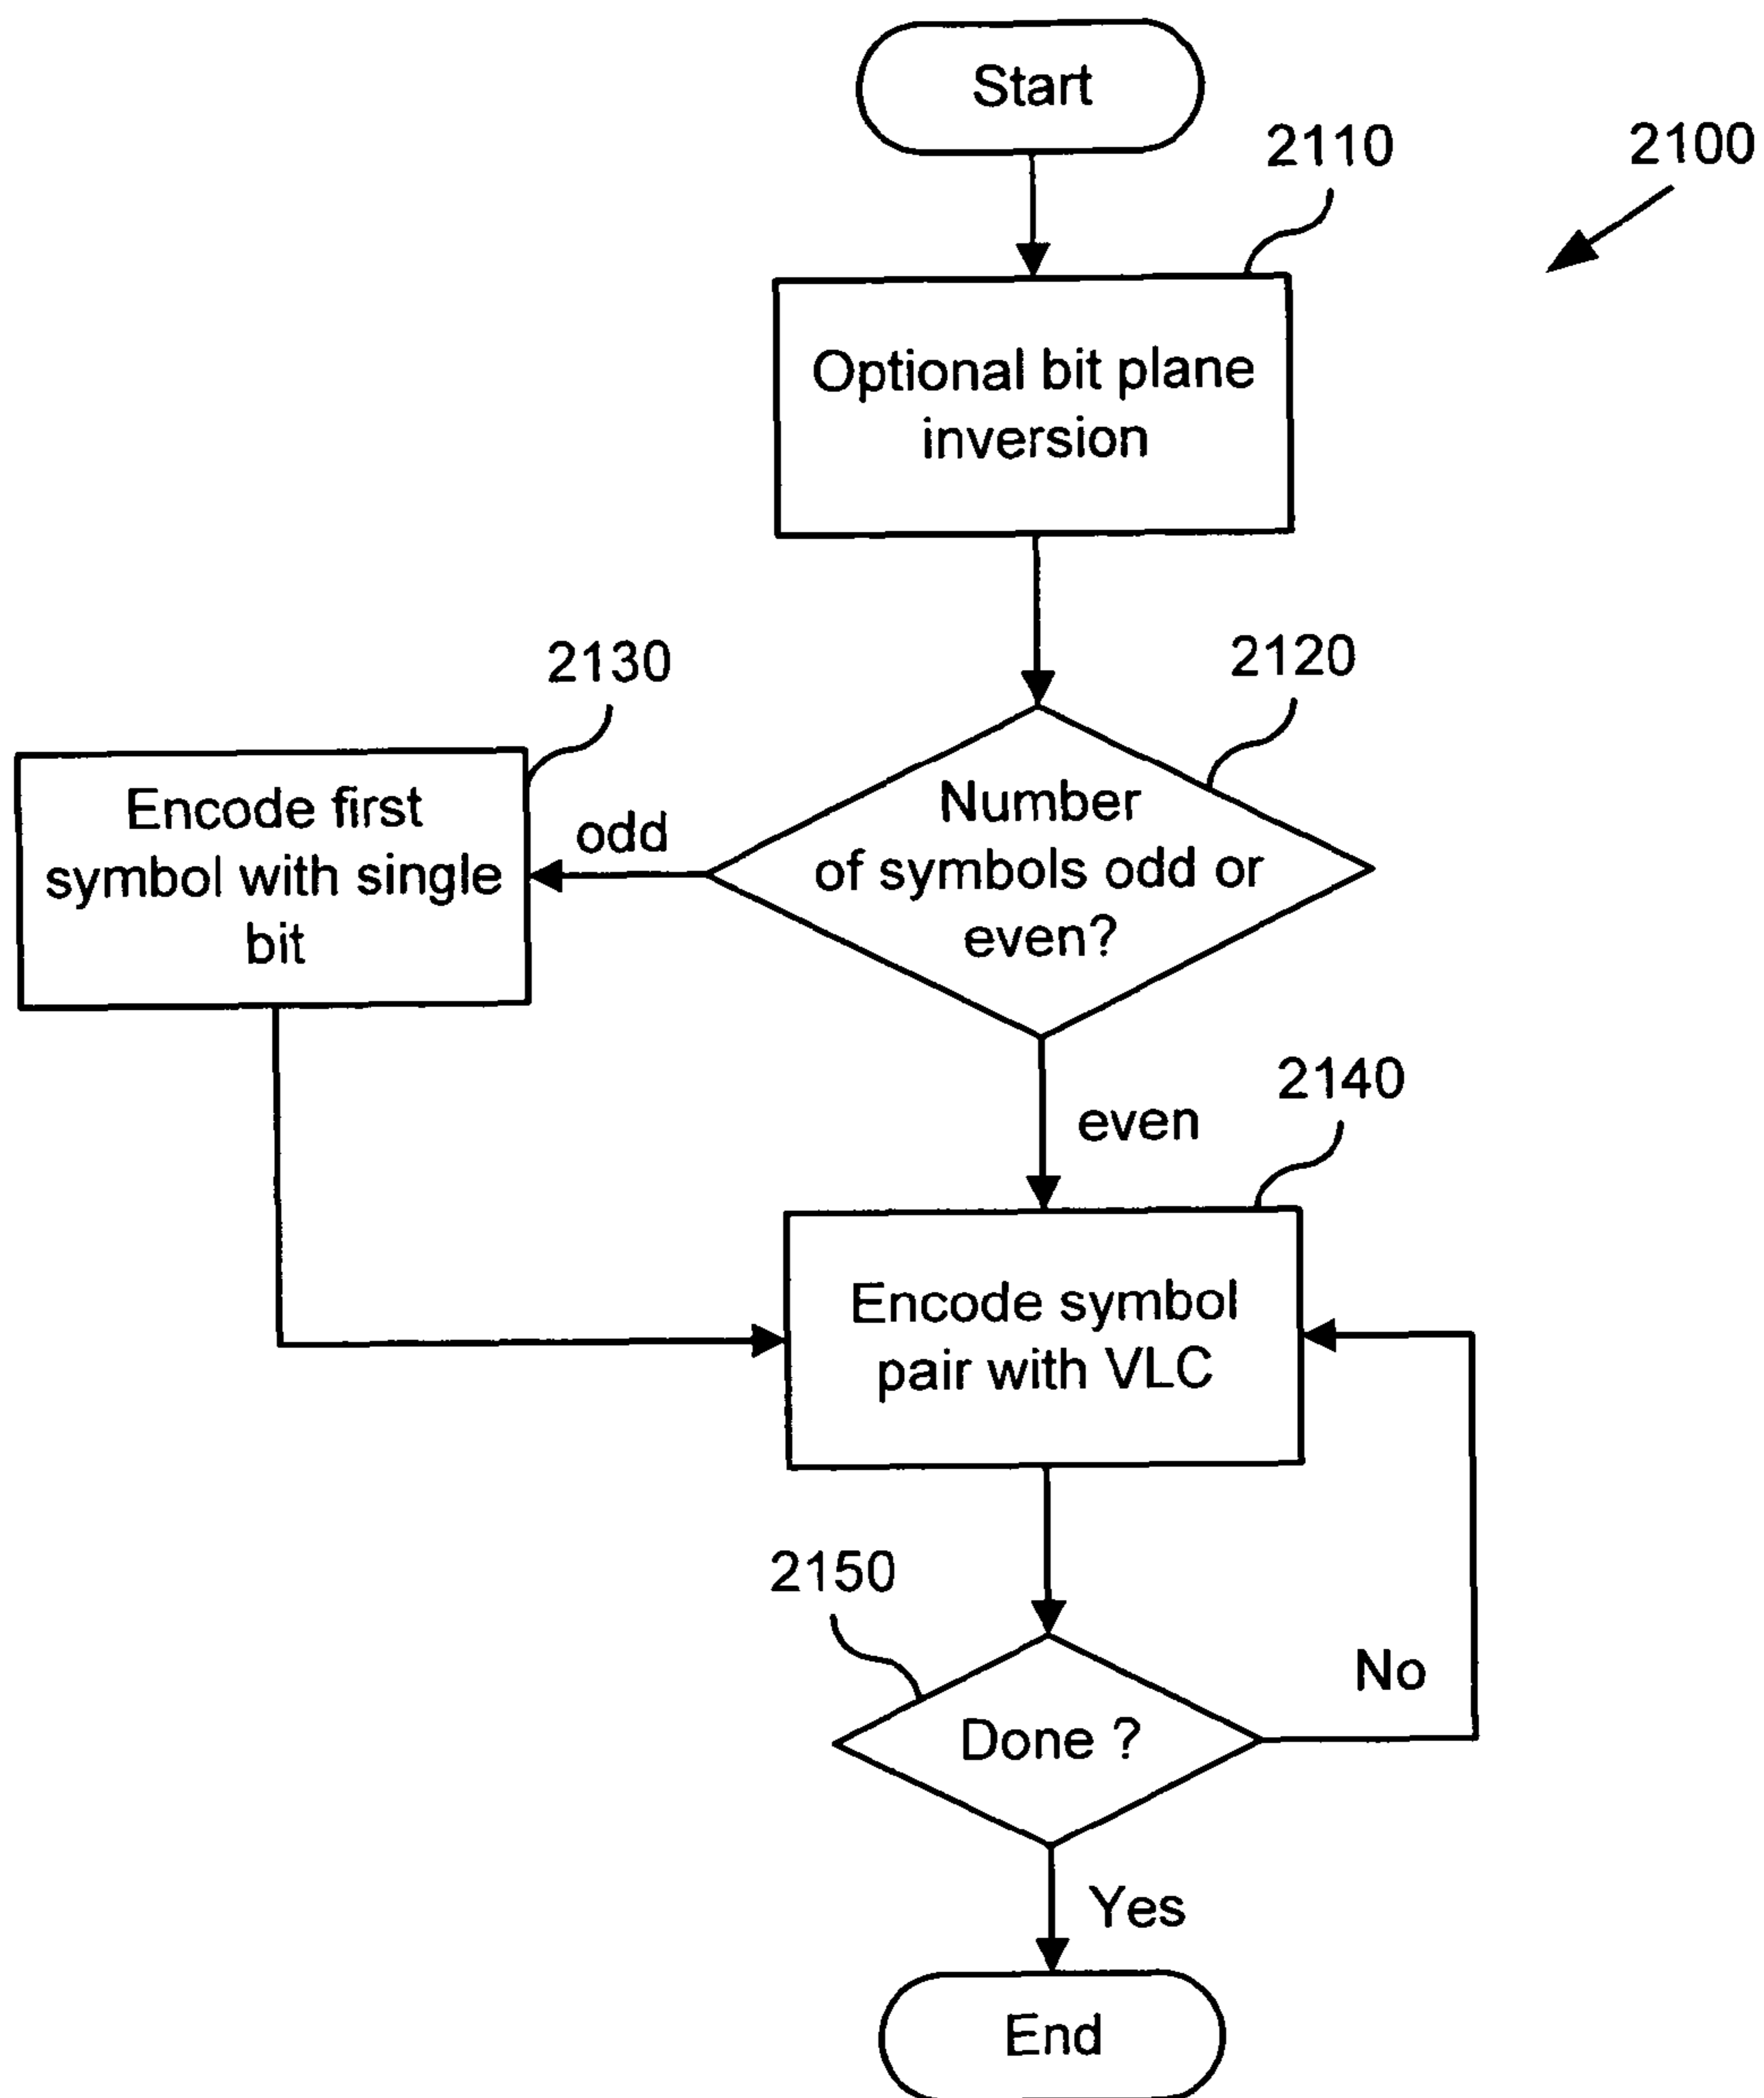 Start
2110
2100
Optional bit plane
inversion
2120
2130
Number
of symbols odd or
even?
odd
Encode first
symbol with single
bit
even
2140
Encode symbol
pair with VLC
2150
Done ?
No
Yes
End